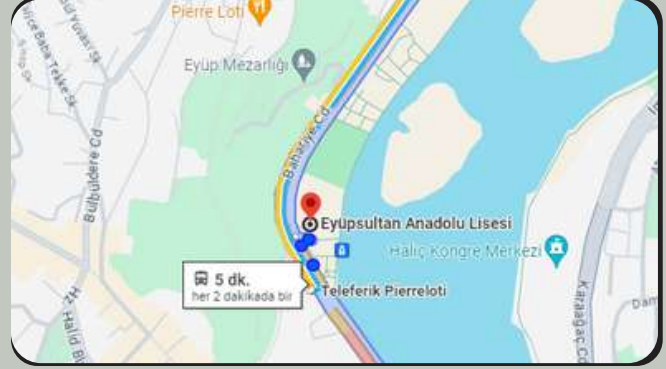 Pierre Loti
Eyüp Mezarlığı
Bahariye Cd
Bülbüldere Cd
Eyüpsultan Anadolu Lisesi
Haliç Kongre Merkezi
5 dk.
her 2 dakikada bir
Teleferik Pierreloti
Karaağaç Cd